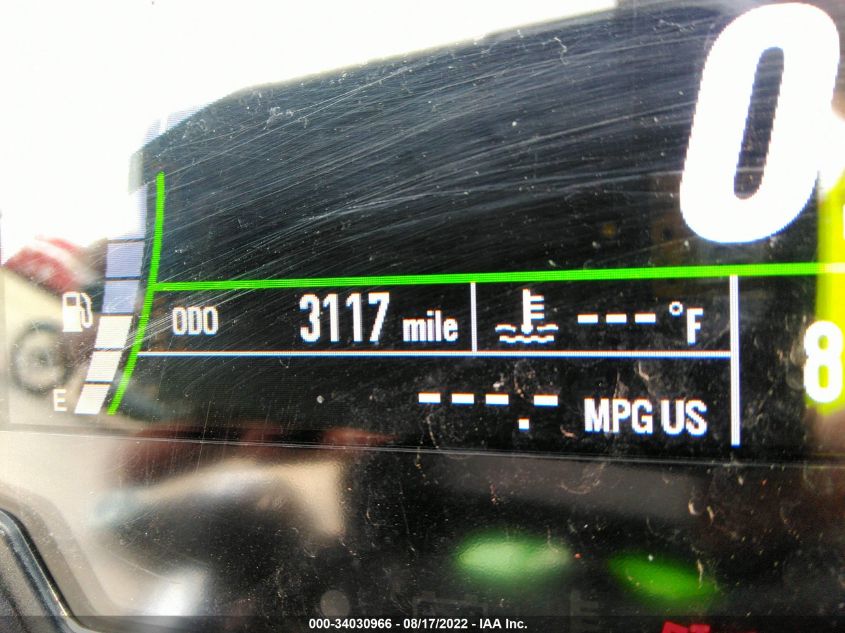 0
ODO 3117 mile ---°F
E ---.- MPG US
8
000-34030966 - 08/17/2022 - IAA Inc.